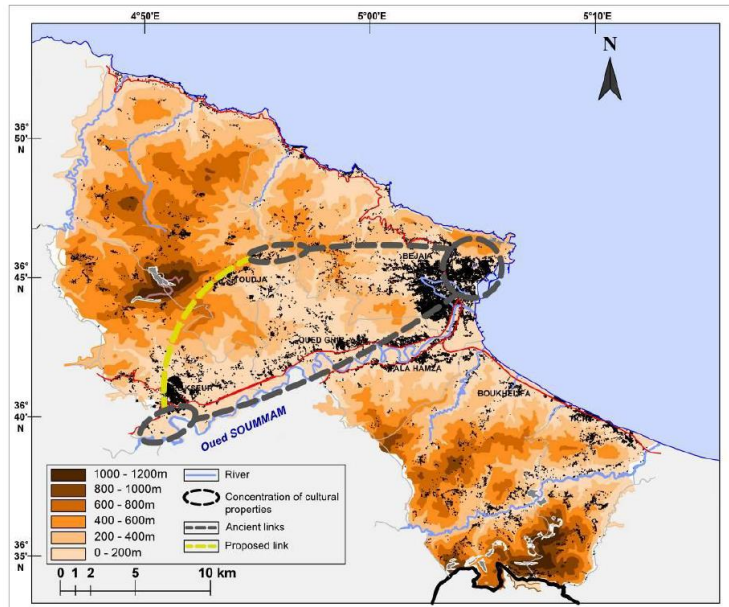 4°50'E
5°00'E
5°10'E
N
36°
50'
N
36°
45'
N
36°
40'
N
36°
35'
N
BEJAIA
TOUDJA
OUED GHIR
TALA HAMZA
BOUKHELIFA
TICHY
KSEUR
Oued SOUMMAM
1000 - 1200m
800 - 1000m
600 - 800m
400 - 600m
200 - 400m
0 - 200m
River
Concentration of cultural
properties
Ancient links
Proposed link
0 1 2 5 10 km